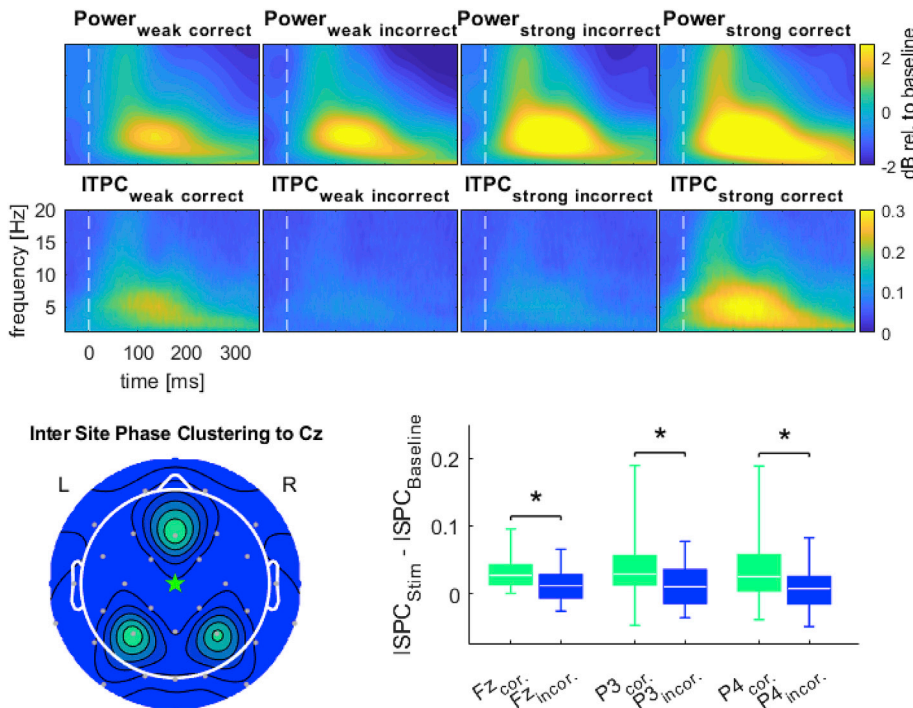 Power weak correct
Power weak incorrect
Power strong incorrect
Power strong correct
2
0
-2
dB rel. to baseline
ITPC weak correct
ITPC weak incorrect
ITPC strong incorrect
ITPC strong correct
frequency [Hz]
20
15
10
5
0.3
0.2
0.1
0
0 100 200 300
time [ms]
Inter Site Phase Clustering to Cz
L R
ISPC Stim - ISPC Baseline
0.2
0.1
0
* * *
Fz cor.
Fz incor.
P3 cor.
P3 incor.
P4 cor.
P4 incor.